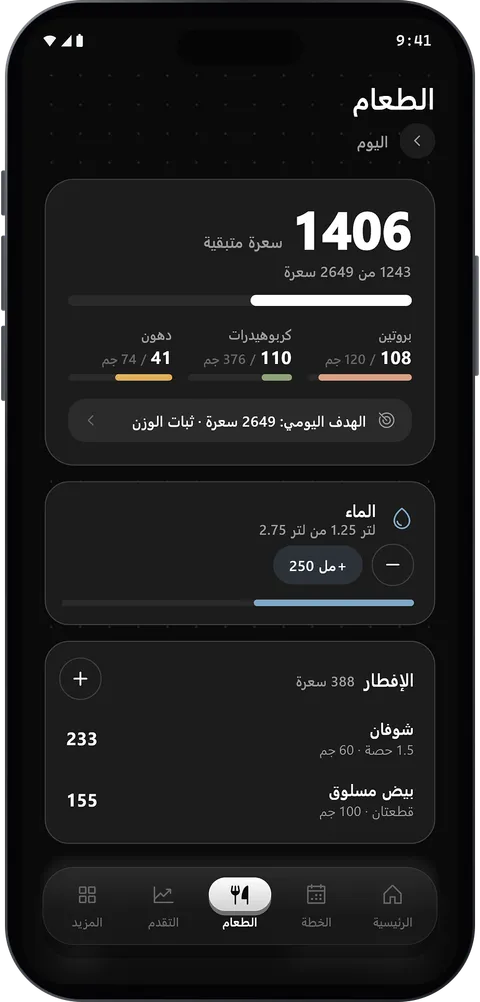 9:41
الطعام
اليوم
1406 سعرة متبقية
1243 من 2649 سعرة
بروتين
108 / 120 جم
كربوهيدرات
110 / 376 جم
دهون
41 / 74 جم
الهدف اليومي: 2649 سعرة · ثبات الوزن
الماء
لتر 1.25 من لتر 2.75
+مل 250
الإفطار 388 سعرة
شوفان
1.5 حصة · 60 جم
233
بيض مسلوق
قطعتان · 100 جم
155
الرئيسية
الخطة
الطعام
التقدم
المزيد